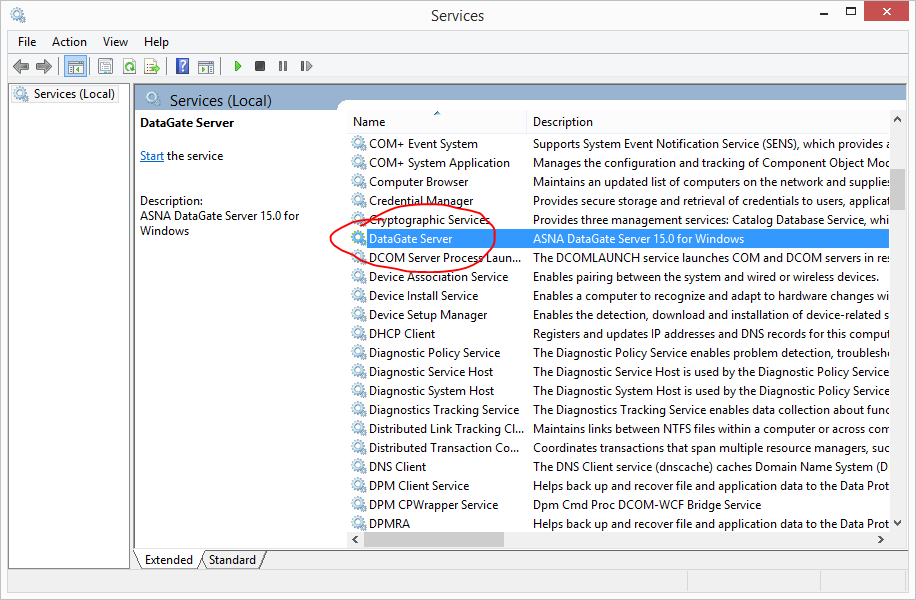 Services
File Action View Help
Services (Local)
Services (Local)
DataGate Server
Start the service
Description:
ASNA DataGate Server 15.0 for
Windows
Name Description
COM+ Event System Supports System Event Notification Service (SENS), which provides a
COM+ System Application Manages the configuration and tracking of Component Object Mod
Computer Browser Maintains an updated list of computers on the network and supplies
Credential Manager Provides secure storage and retrieval of credentials to users, applicat
Cryptographic Services Provides three management services: Catalog Database Service, whi
DataGate Server ASNA DataGate Server 15.0 for Windows
DCOM Server Process Laun... The DCOMLAUNCH service launches COM and DCOM servers in res
Device Association Service Enables pairing between the system and wired or wireless devices.
Device Install Service Enables a computer to recognize and adapt to hardware changes wi
Device Setup Manager Enables the detection, download and installation of device-related s
DHCP Client Registers and updates IP addresses and DNS records for this comput
Diagnostic Policy Service The Diagnostic Policy Service enables problem detection, troublesh
Diagnostic Service Host The Diagnostic Service Host is used by the Diagnostic Policy Service
Diagnostic System Host The Diagnostic System Host is used by the Diagnostic Policy Service
Diagnostics Tracking Service The Diagnostics Tracking Service enables data collection about func
Distributed Link Tracking Cl... Maintains links between NTFS files within a computer or across com
Distributed Transaction Co... Coordinates transactions that span multiple resource managers, suc
DNS Client The DNS Client service (dnscache) caches Domain Name System (D
DPM Client Service Helps back up and recover file and application data to the Data Prot
DPM CPWrapper Service Dpm Cmd Proc DCOM-WCF Bridge Service
DPMRA Helps back up and recover file and application data to the Data Prot
Extended Standard